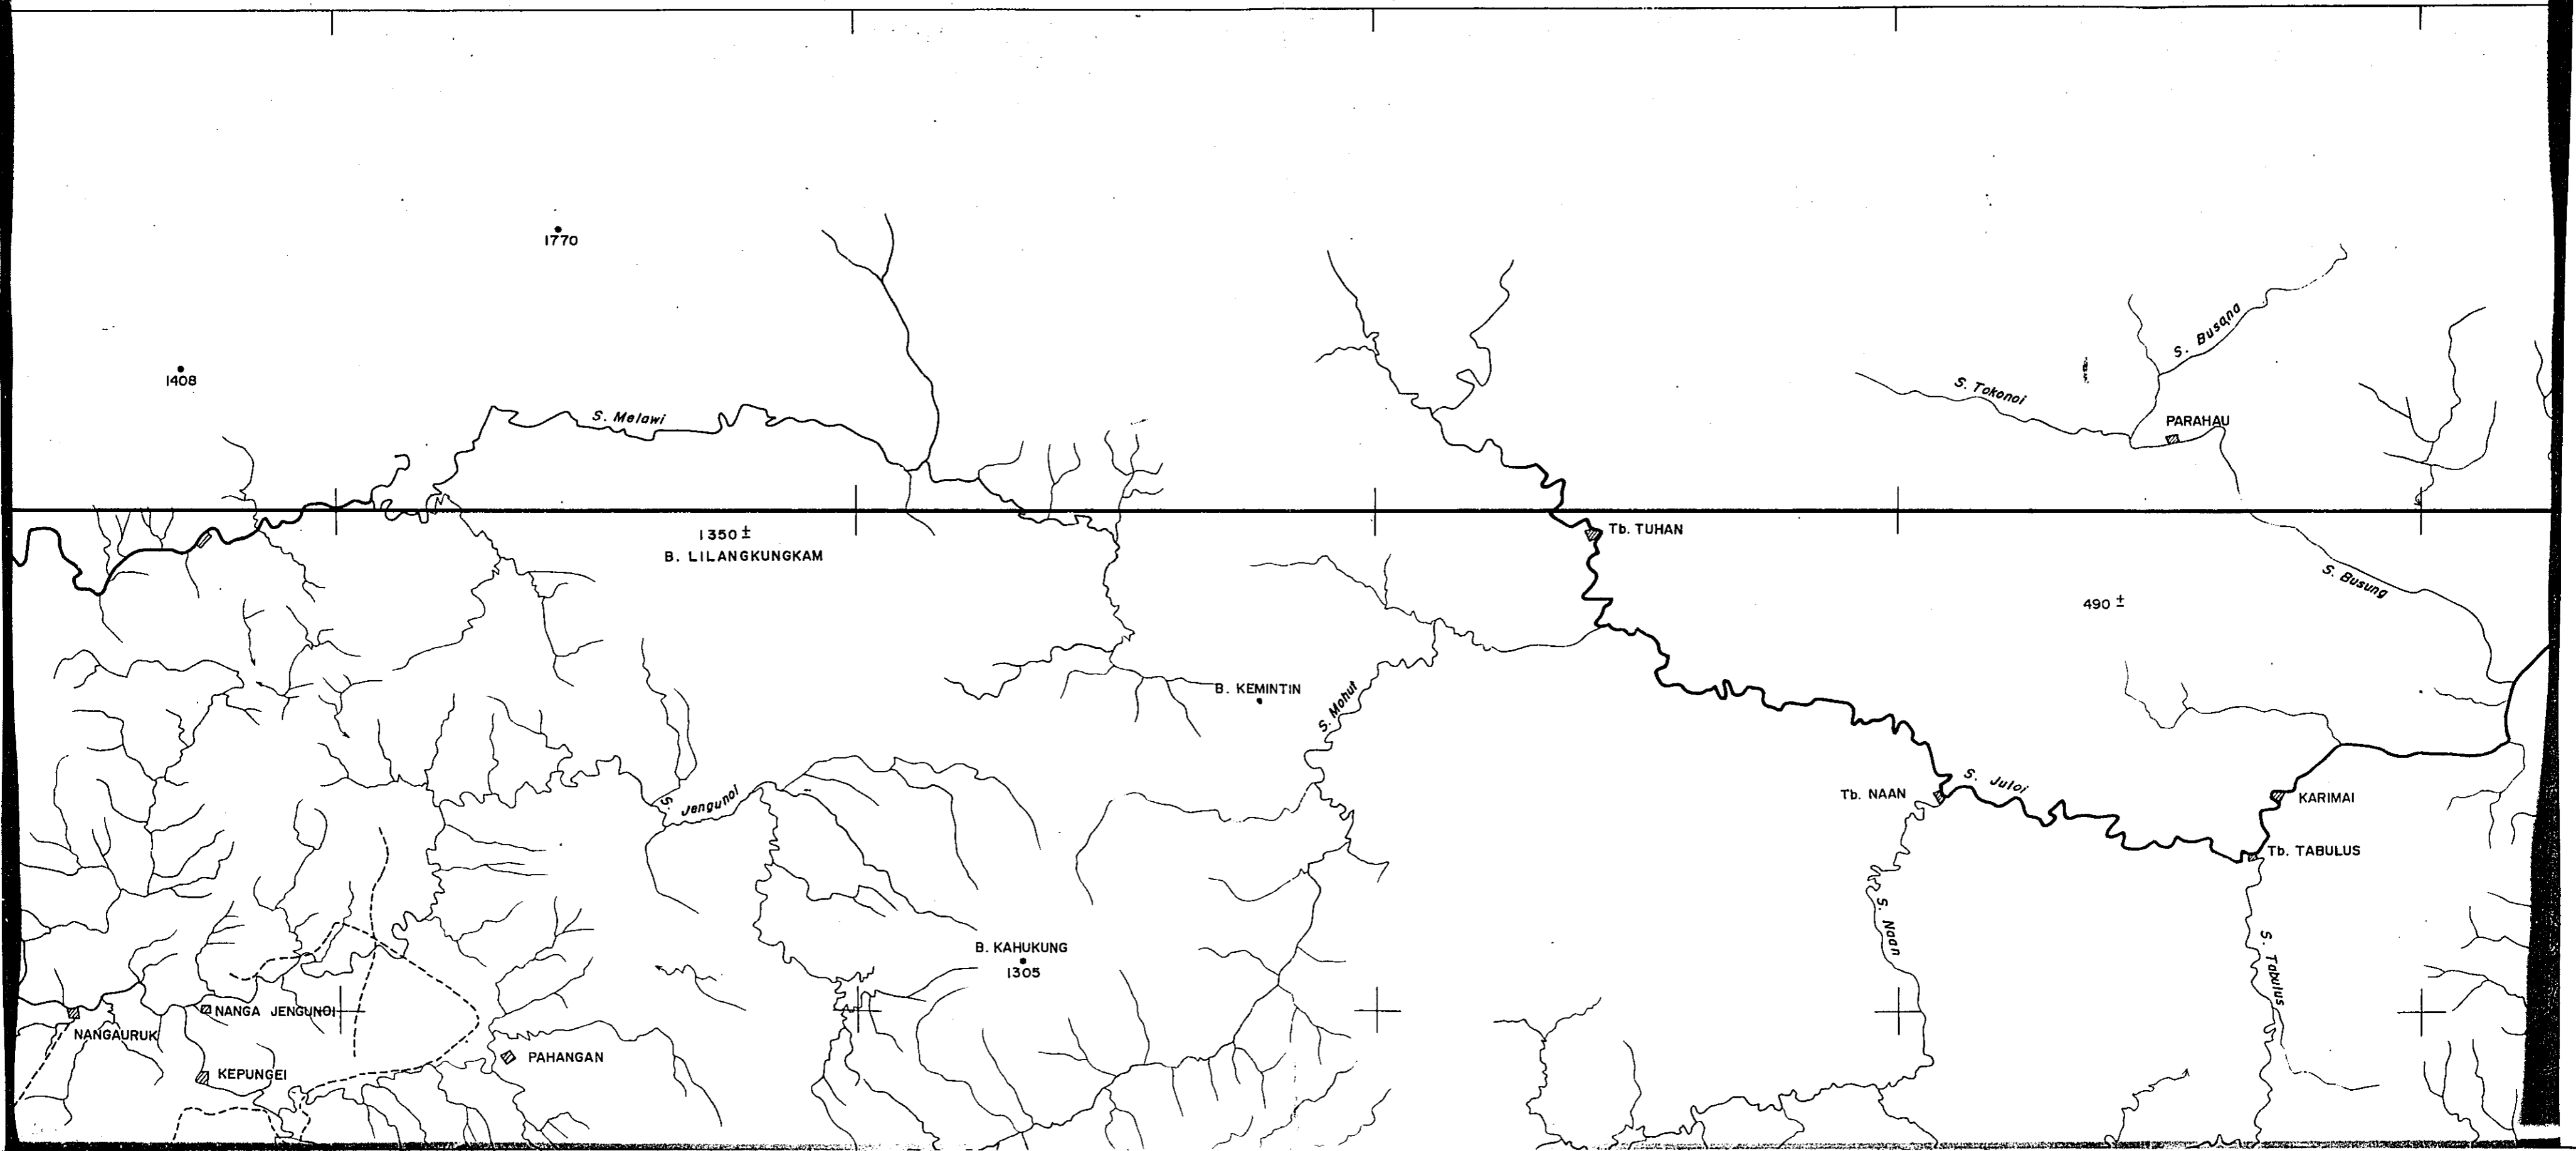 1770
S. Busana
1408
S. Tokonoi
S. Melawi
PARAHAU
Tb. TUHAN
1350 ±
B. LILANGKUNGKAM
S. Busung
490 ±
B. KEMINTIN
S. Mohut
S. Juloi
Tb. NAAN
KARIMAI
S. Jengunoi
Tb. TABULUS
S. Naan
B. KAHUKUNG
1305
S. Tabulus
NANGA JENGUNOI
NANGAURUK
PAHANGAN
KEPUNGEI